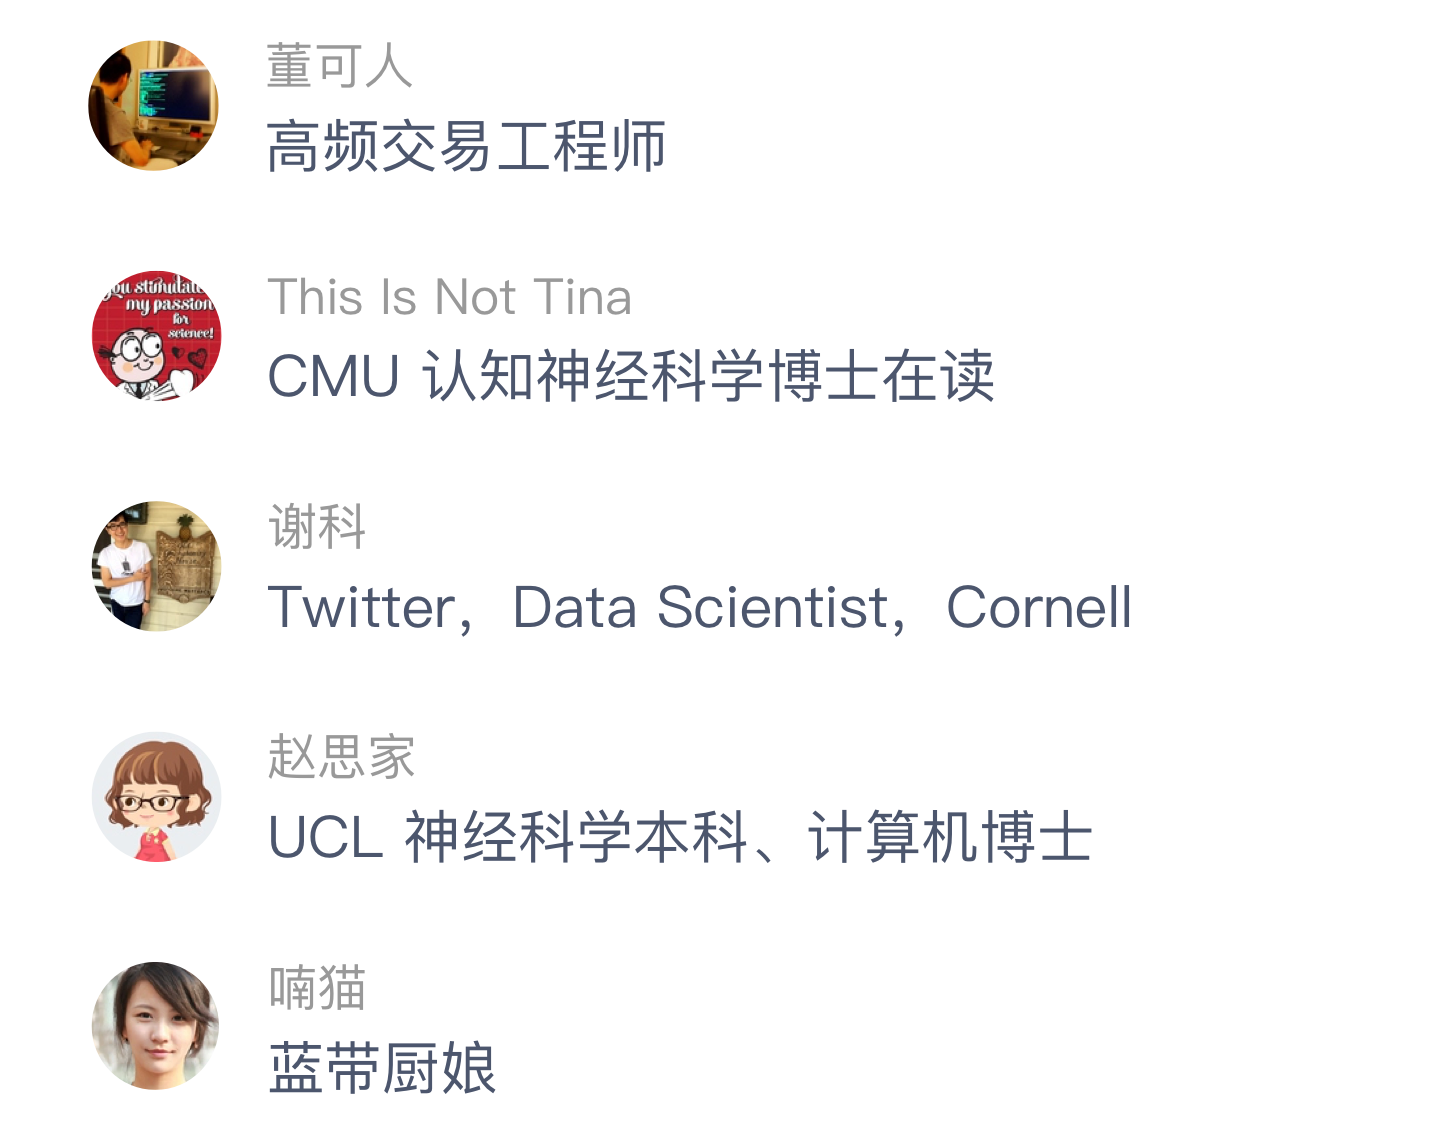 董可人
高频交易工程师
you stimulate
my passion
for
science!
This Is Not Tina
CMU 认知神经科学博士在读
谢科
Twitter，Data Scientist，Cornell
赵思家
UCL 神经科学本科、计算机博士
喃猫
蓝带厨娘